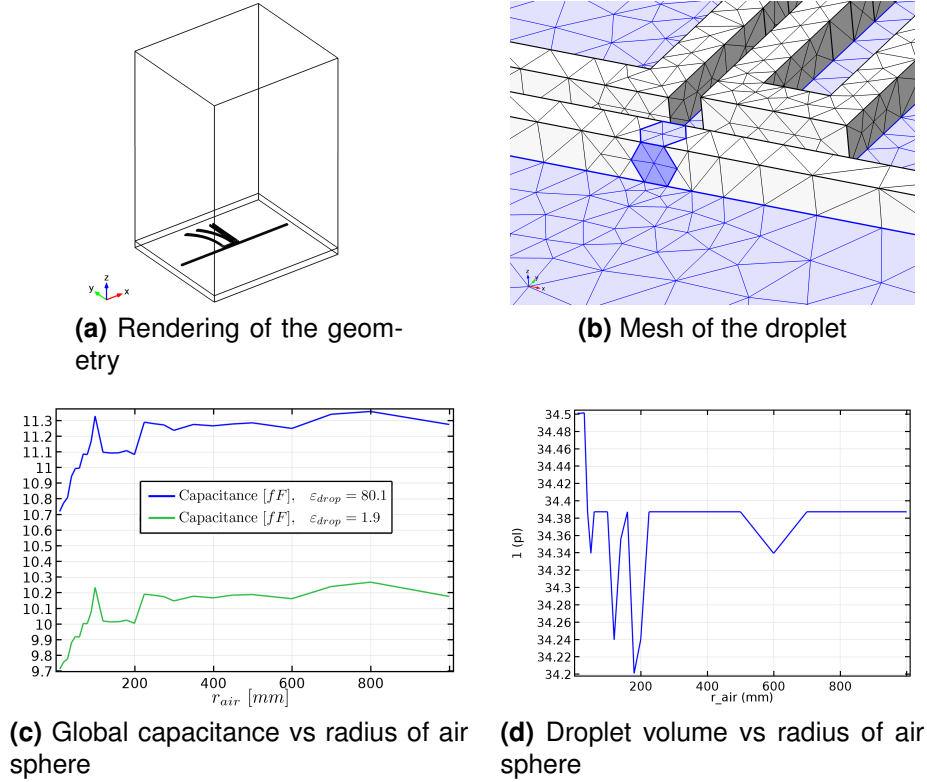 z
y
x
z
y
x
(a) Rendering of the geom-
etry
(b) Mesh of the droplet
11.3
11.2
11.1
11
10.9
10.8
10.7
10.6
10.5
10.4
10.3
10.2
10.1
10
9.9
9.8
9.7
Capacitance [fF], ε_drop = 80.1
Capacitance [fF], ε_drop = 1.9
200
400
600
800
r_air [mm]
34.5
34.48
34.46
34.44
34.42
34.4
34.38
34.36
34.34
34.32
34.3
34.28
34.26
34.24
34.22
34.2
1 (pl)
200
400
600
800
r_air (mm)
(c) Global capacitance vs radius of air
sphere
(d) Droplet volume vs radius of air
sphere